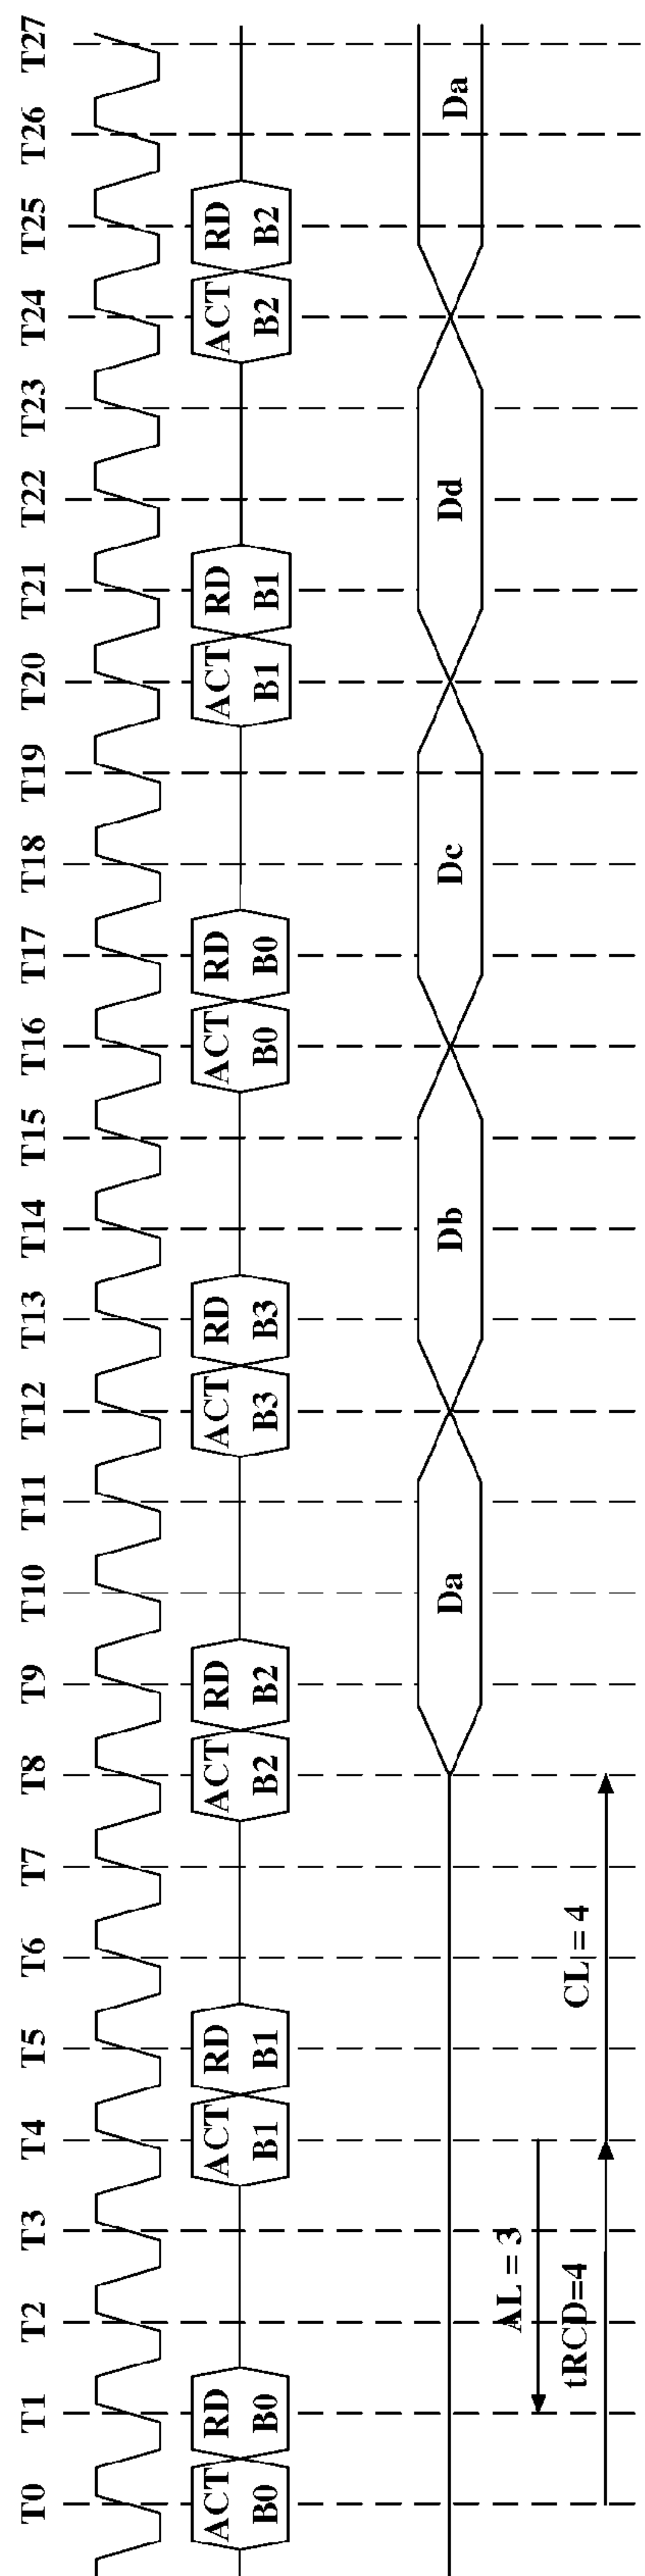 T0 T1 T2 T3 T4 T5 T6 T7 T8 T9 T10 T11 T12 T13 T14 T15 T16 T17 T18 T19 T20 T21 T22 T23 T24 T25 T26 T27
ACT RD ACT RD ACT RD ACT RD ACT RD ACT RD ACT RD
B0 B0 B1 B1 B2 B2 B3 B3 B0 B0 B1 B1 B2 B2
Da Db Dc Dd Da
AL = 3
tRCD=4 CL = 4